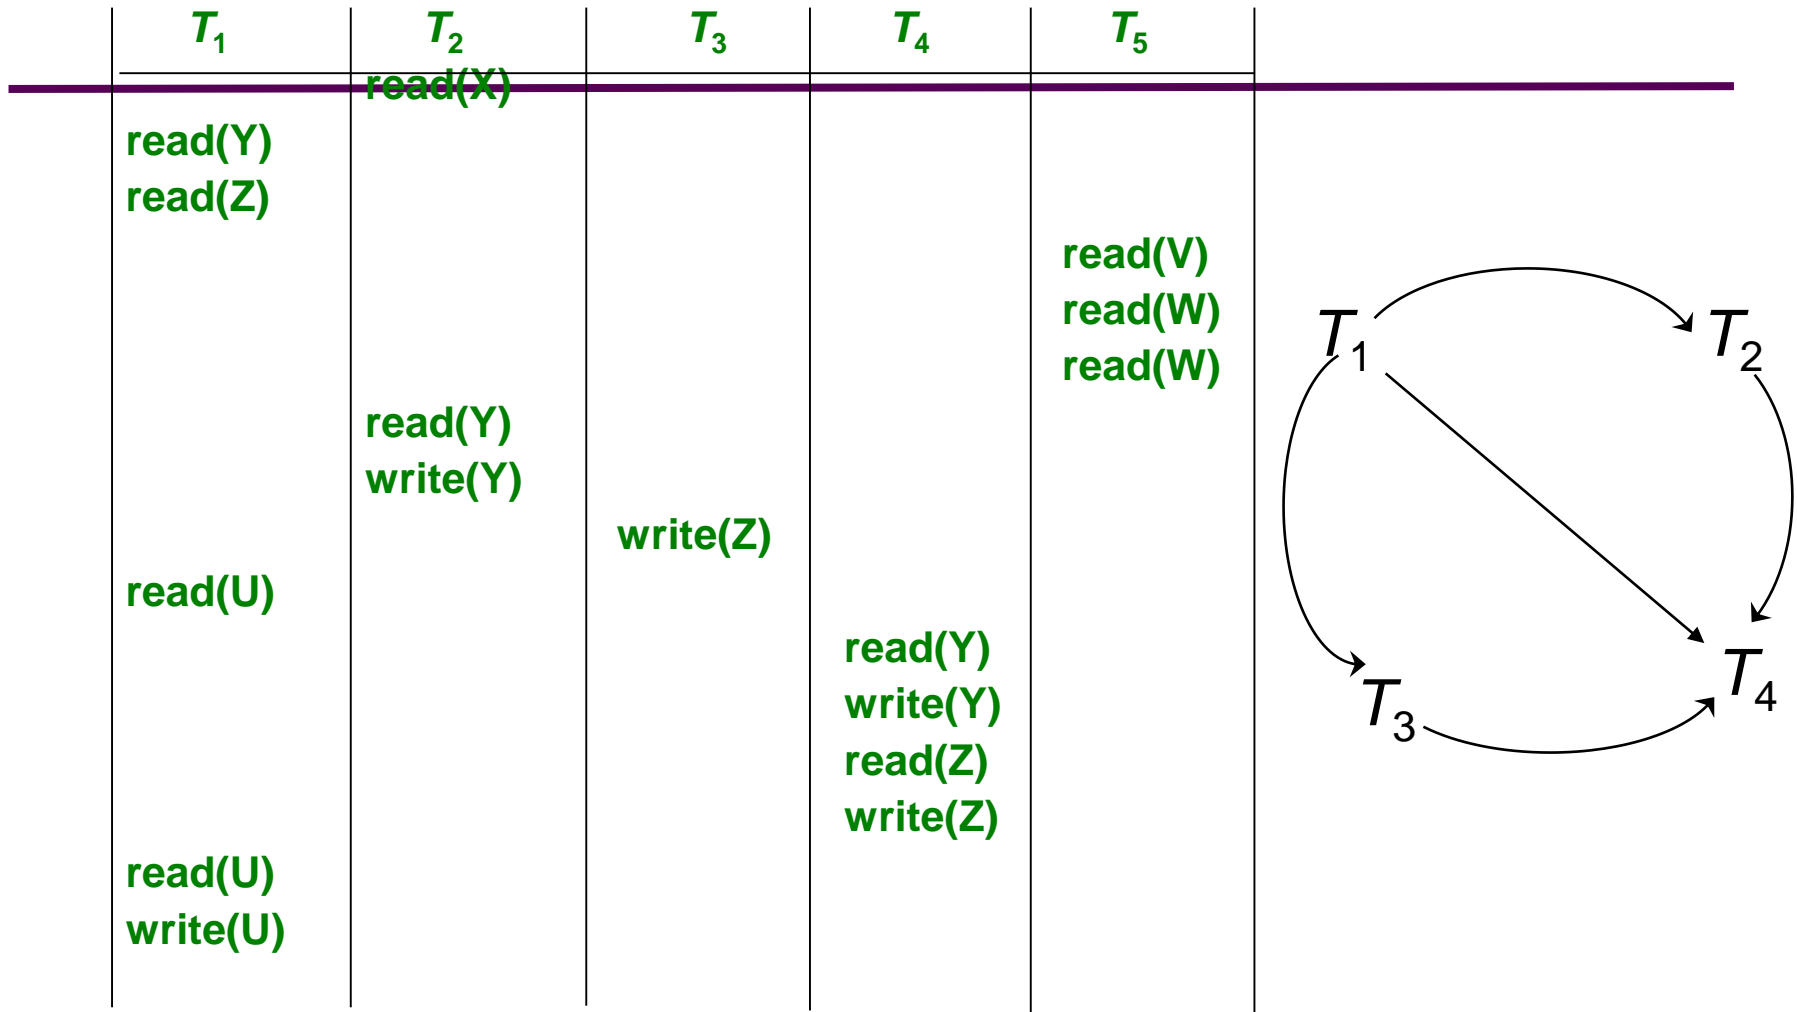 T1 T2 T3 T4 T5
read(X)
read(Y)
read(Z)
read(V)
read(W)
read(W)
read(Y)
write(Y)
write(Z)
read(U)
read(Y)
write(Y)
read(Z)
write(Z)
read(U)
write(U)
T1 T2
T3 T4